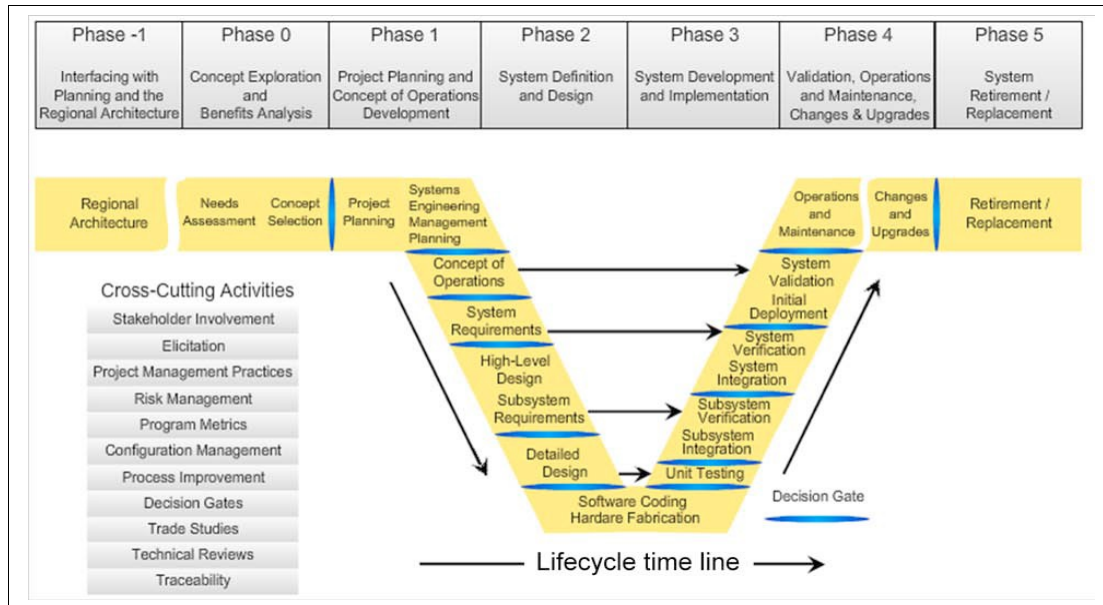 Phase -1
Interfacing with
Planning and the
Regional Architecture
Phase 0
Concept Exploration
and
Benefits Analysis
Phase 1
Project Planning and
Concept of Operations
Development
Phase 2
System Definition
and Design
Phase 3
System Development
and Implementation
Phase 4
Validation, Operations
and Maintenance,
Changes & Upgrades
Phase 5
System
Retirement /
Replacement
Regional
Architecture
Needs
Assessment
Concept
Selection
Project
Planning
Systems
Engineering
Management
Planning
Concept of
Operations
System
Requirements
High-Level
Design
Subsystem
Requirements
Detailed
Design
Software Coding
Hardare Fabrication
Unit Testing
Subsystem
Integration
Subsystem
Verification
System
Integration
System
Verification
Initial
Deployment
System
Validation
Operations
and
Maintenance
Changes
and
Upgrades
Retirement /
Replacement
Cross-Cutting Activities
Stakeholder Involvement
Elicitation
Project Management Practices
Risk Management
Program Metrics
Configuration Management
Process Improvement
Decision Gates
Trade Studies
Technical Reviews
Traceability
Decision Gate
Lifecycle time line